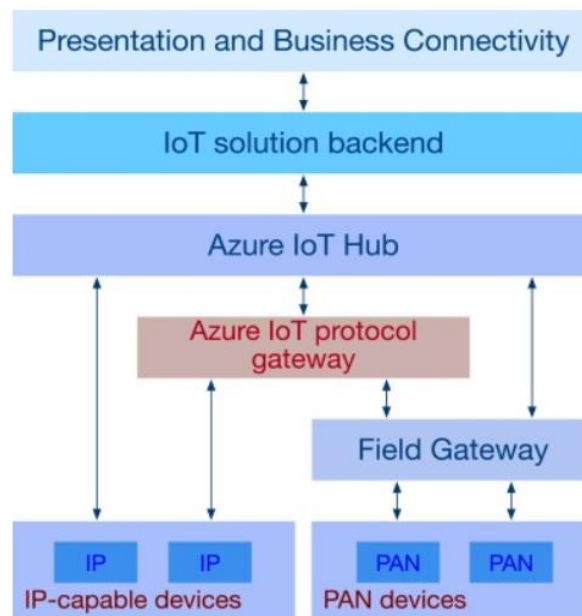 Presentation and Business Connectivity
IoT solution backend
Azure IoT Hub
Azure IoT protocol
gateway
Field Gateway
IP
IP
IP-capable devices
PAN
PAN
PAN devices